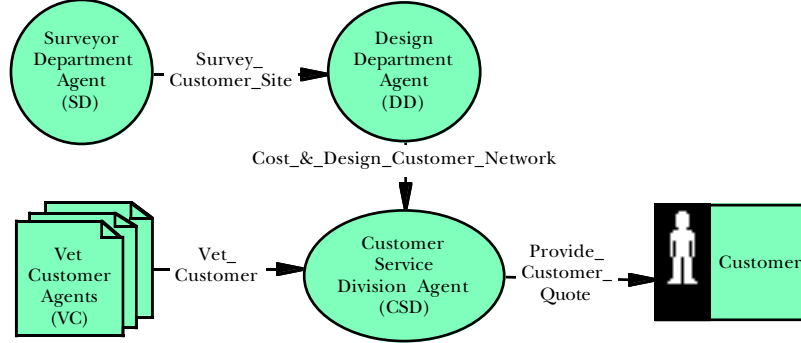 Surveyor
Department
Agent
(SD)
Survey_
Customer_Site
Design
Department
Agent
(DD)
Cost_&_Design_Customer_Network
Vet
Customer
Agents
(VC)
Vet_
Customer
Customer
Service
Division Agent
(CSD)
Provide_
Customer_
Quote
Customer